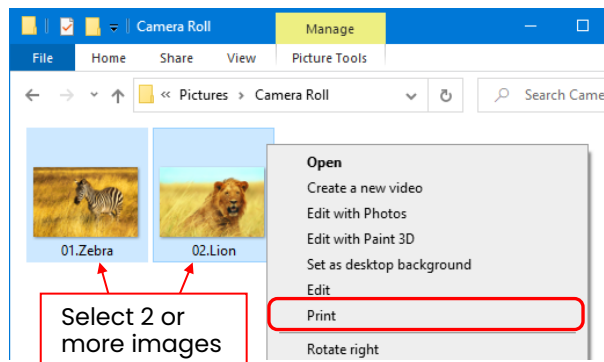 Camera Roll
Manage
File Home Share View Picture Tools
« Pictures › Camera Roll
Search Came
01.Zebra
02.Lion
Open
Create a new video
Edit with Photos
Edit with Paint 3D
Set as desktop background
Edit
Print
Rotate right
Select 2 or
more images